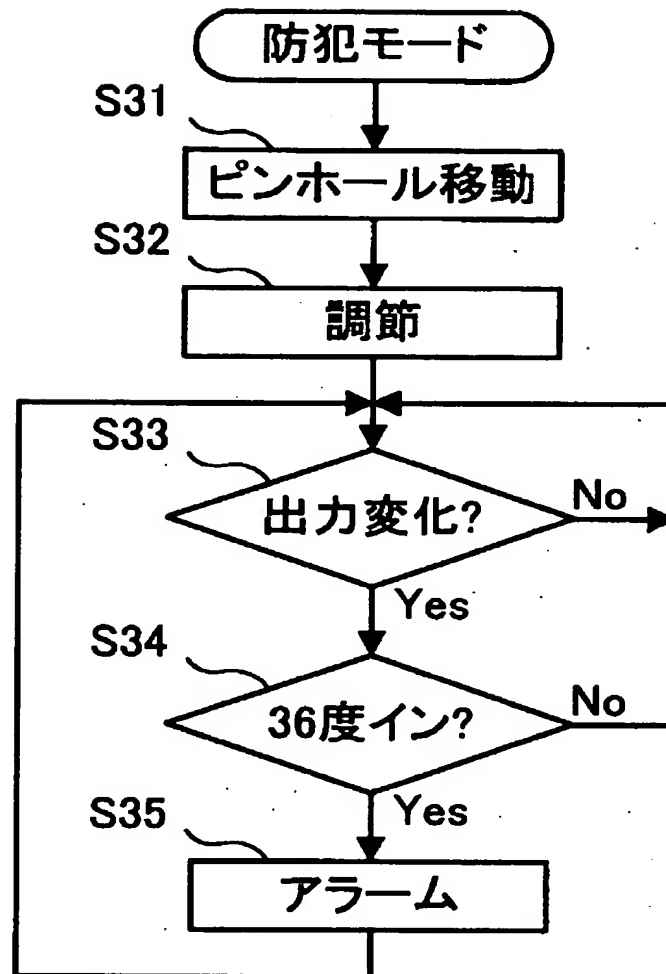 防犯モード
S31
ピンホール移動
S32
調節
S33
出力変化?
No
Yes
S34
36度イン?
No
Yes
S35
アラーム